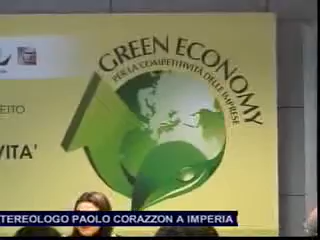 GREEN ECONOMY
PER LA COMPETITIVITÀ DELLE IMPRESE
ETTO
VITA'
TEREOLOGO PAOLO CORAZZON A IMPERIA